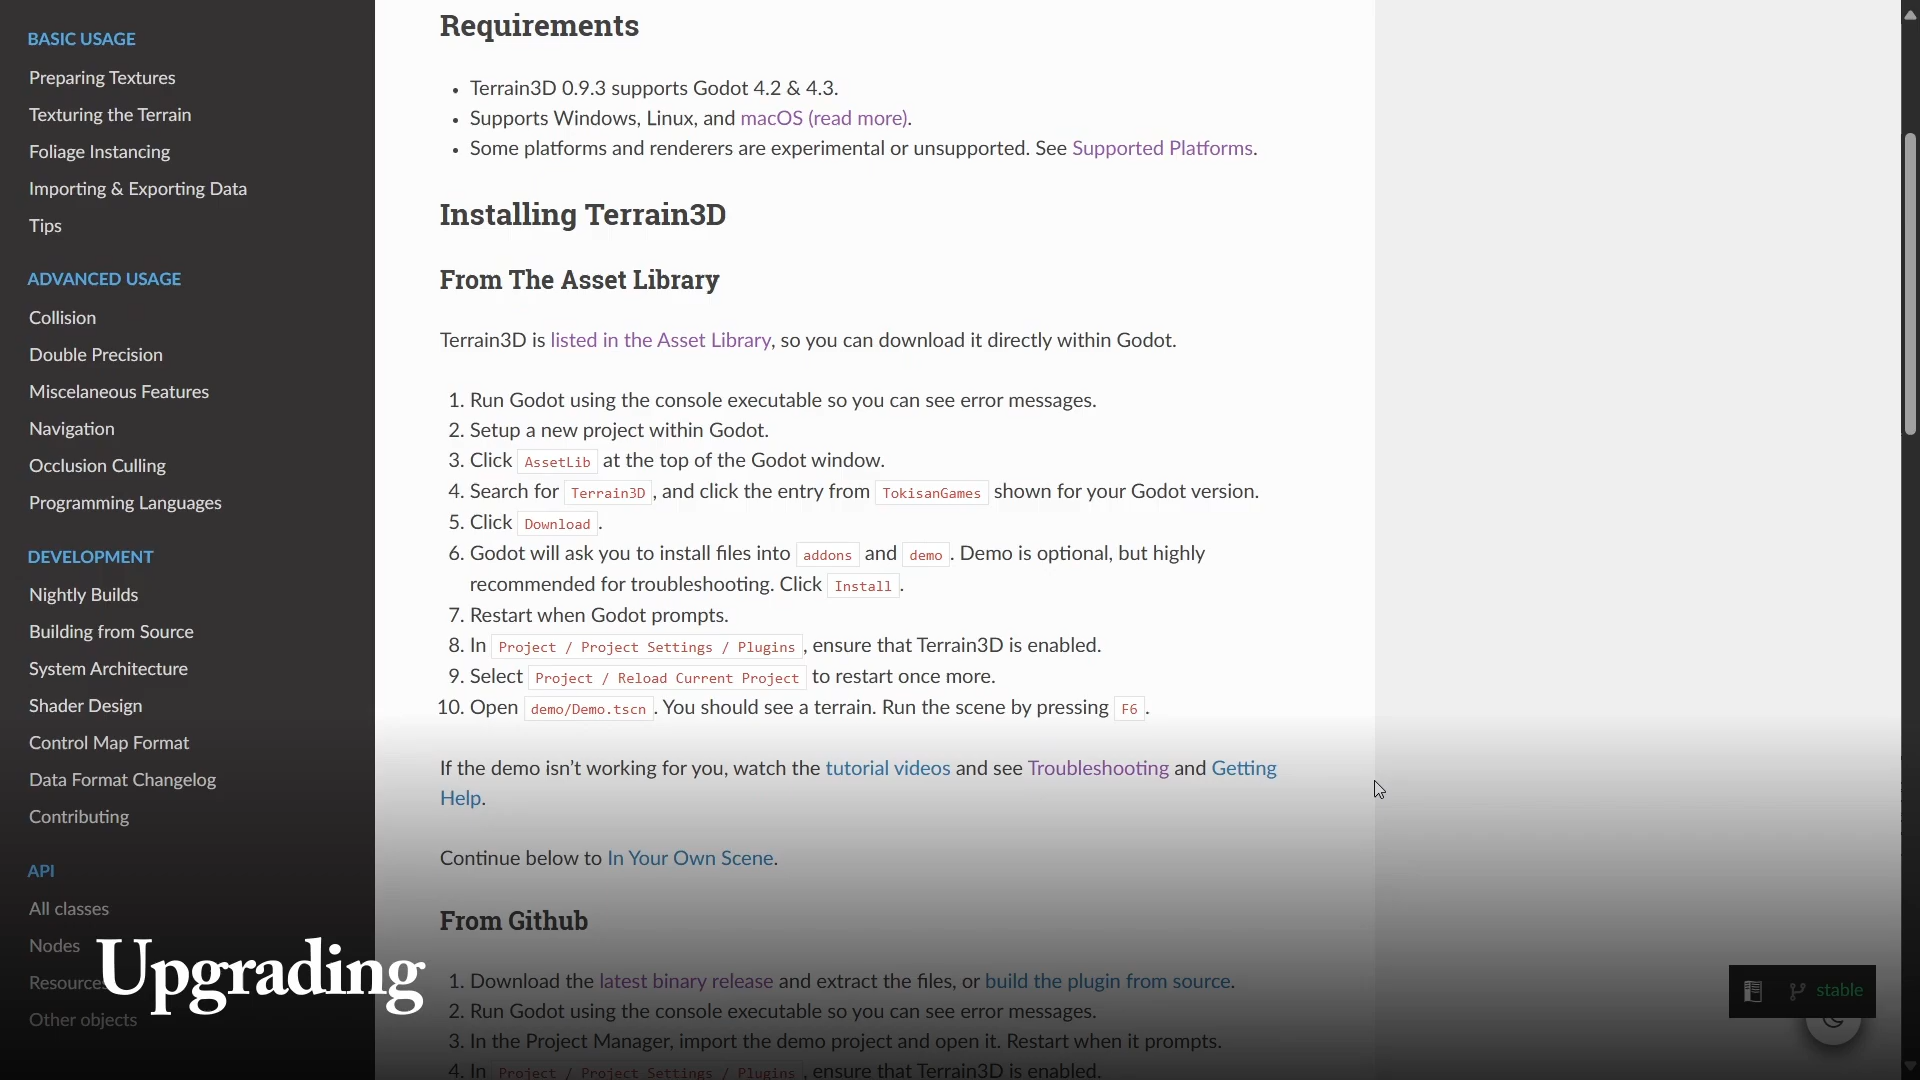 BASIC USAGE
Preparing Textures
Texturing the Terrain
Foliage Instancing
Importing & Exporting Data
Tips
ADVANCED USAGE
Collision
Double Precision
Miscelaneous Features
Navigation
Occlusion Culling
Programming Languages
DEVELOPMENT
Nightly Builds
Building from Source
System Architecture
Shader Design
Control Map Format
Data Format Changelog
Contributing
API
All classes
Nodes
Resources
Other objects
Upgrading
Requirements
• Terrain3D 0.9.3 supports Godot 4.2 & 4.3.
• Supports Windows, Linux, and macOS (read more).
• Some platforms and renderers are experimental or unsupported. See Supported Platforms.
Installing Terrain3D
From The Asset Library
Terrain3D is listed in the Asset Library, so you can download it directly within Godot.
1. Run Godot using the console executable so you can see error messages.
2. Setup a new project within Godot.
3. Click AssetLib at the top of the Godot window.
4. Search for Terrain3D, and click the entry from TokisanGames shown for your Godot version.
5. Click Download.
6. Godot will ask you to install files into addons and demo. Demo is optional, but highly
recommended for troubleshooting. Click Install.
7. Restart when Godot prompts.
8. In Project / Project Settings / Plugins, ensure that Terrain3D is enabled.
9. Select Project / Reload Current Project to restart once more.
10. Open demo/Demo.tscn. You should see a terrain. Run the scene by pressing F6.
If the demo isn't working for you, watch the tutorial videos and see Troubleshooting and Getting
Help.
Continue below to In Your Own Scene.
From Github
1. Download the latest binary release and extract the files, or build the plugin from source.
2. Run Godot using the console executable so you can see error messages.
3. In the Project Manager, import the demo project and open it. Restart when it prompts.
4. In Project / Project Settings / Plugins, ensure that Terrain3D is enabled.
stable